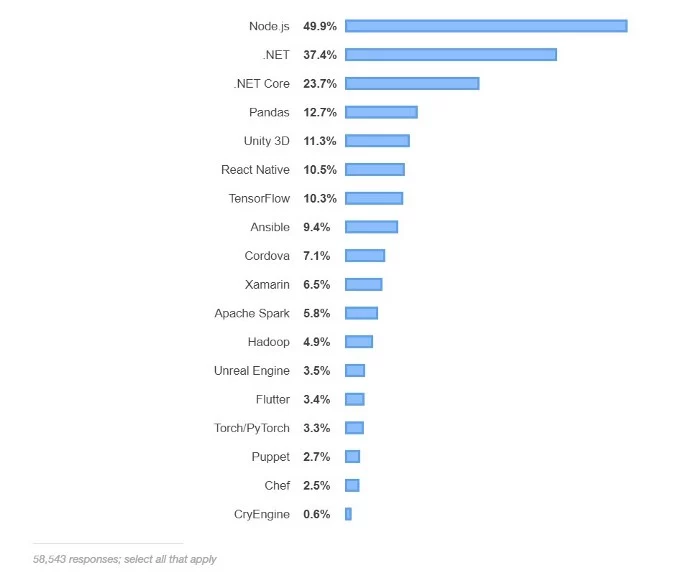 Node.js 49.9%
.NET 37.4%
.NET Core 23.7%
Pandas 12.7%
Unity 3D 11.3%
React Native 10.5%
TensorFlow 10.3%
Ansible 9.4%
Cordova 7.1%
Xamarin 6.5%
Apache Spark 5.8%
Hadoop 4.9%
Unreal Engine 3.5%
Flutter 3.4%
Torch/PyTorch 3.3%
Puppet 2.7%
Chef 2.5%
CryEngine 0.6%
58,543 responses; select all that apply